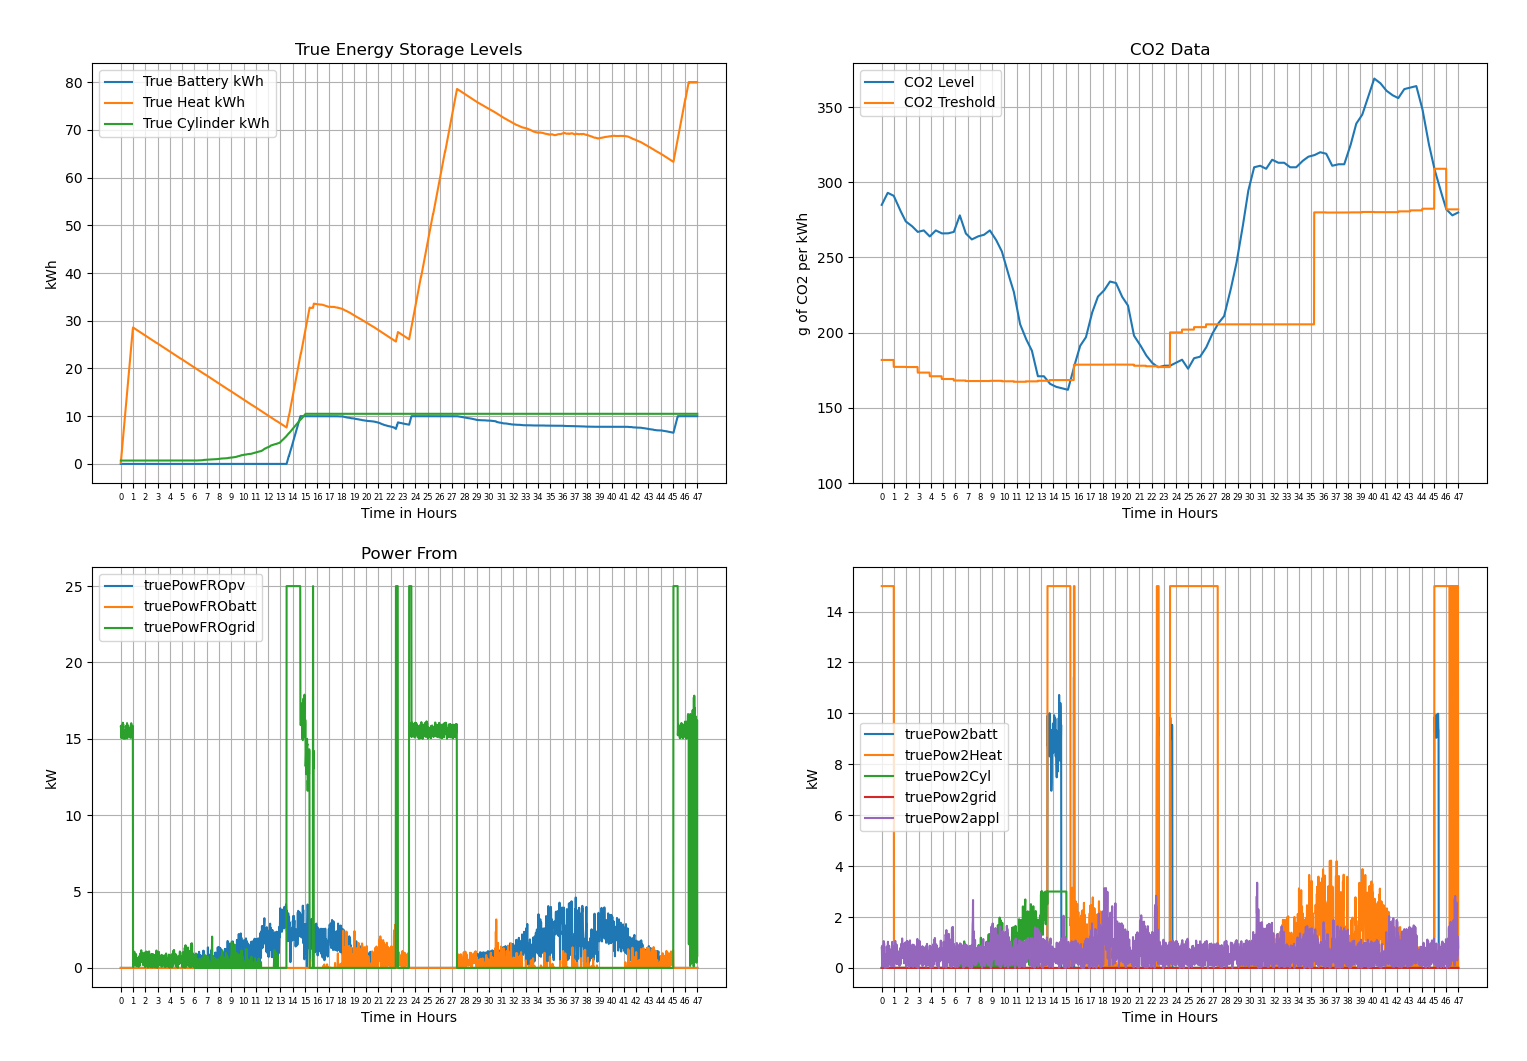 True Energy Storage Levels
True Battery kWh
True Heat kWh
True Cylinder kWh
80
70
60
50
40
30
20
10
0
kWh
0 1 2 3 4 5 6 7 8 9 10 11 12 13 14 15 16 17 18 19 20 21 22 23 24 25 26 27 28 29 30 31 32 33 34 35 36 37 38 39 40 41 42 43 44 45 46 47
Time in Hours
CO2 Data
CO2 Level
CO2 Treshold
350
300
250
200
150
100
g of CO2 per kWh
0 1 2 3 4 5 6 7 8 9 10 11 12 13 14 15 16 17 18 19 20 21 22 23 24 25 26 27 28 29 30 31 32 33 34 35 36 37 38 39 40 41 42 43 44 45 46 47
Time in Hours
Power From
truePowFROpv
truePowFRObatt
truePowFROgrid
25
20
15
10
5
0
kW
0 1 2 3 4 5 6 7 8 9 10 11 12 13 14 15 16 17 18 19 20 21 22 23 24 25 26 27 28 29 30 31 32 33 34 35 36 37 38 39 40 41 42 43 44 45 46 47
Time in Hours
14
12
10
8
6
4
2
0
kW
truePow2batt
truePow2Heat
truePow2Cyl
truePow2grid
truePow2appl
0 1 2 3 4 5 6 7 8 9 10 11 12 13 14 15 16 17 18 19 20 21 22 23 24 25 26 27 28 29 30 31 32 33 34 35 36 37 38 39 40 41 42 43 44 45 46 47
Time in Hours